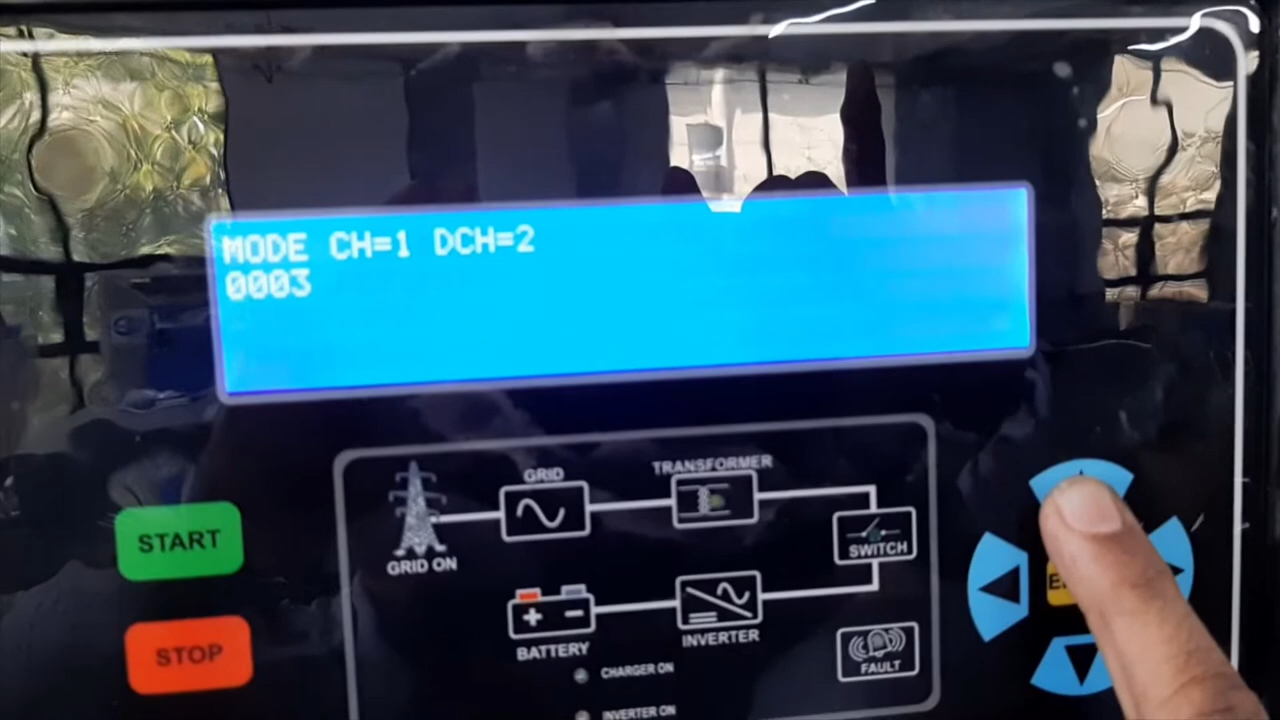 MODE CH=1 DCH=2
0003
GRID
TRANSFORMER
GRID ON
SWITCH
START
BATTERY
INVERTER
FAULT
STOP
CHARGER ON
INVERTER ON